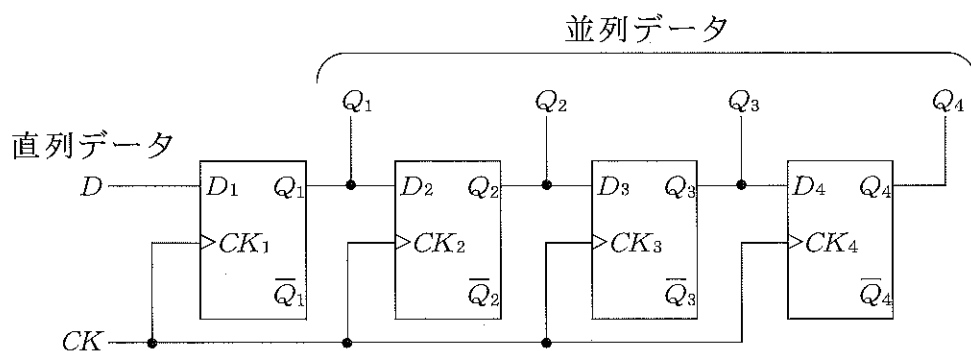 並列データ
Q₁ Q₂ Q₃ Q₄
直列データ
D D₁ Q₁ D₂ Q₂ D₃ Q₃ D₄ Q₄
CK₁ CK₂ CK₃ CK₄
Q̅₁ Q̅₂ Q̅₃ Q̅₄
CK